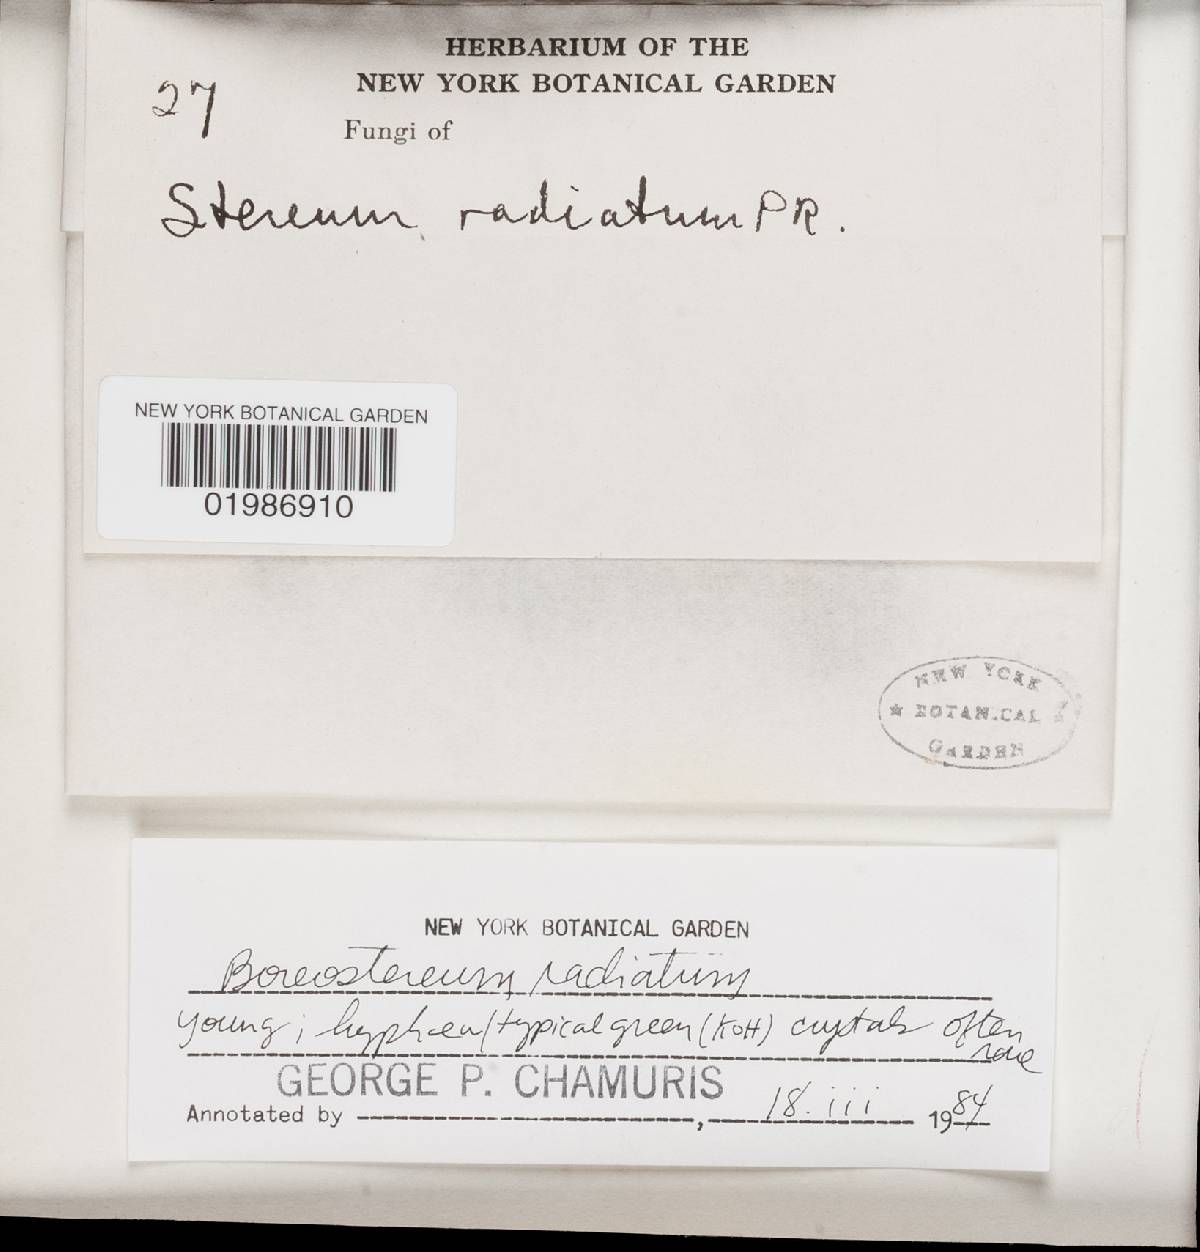 HERBARIUM OF THE
NEW YORK BOTANICAL GARDEN
27
Fungi of
Stereum radiatum PR.
NEW YORK BOTANICAL GARDEN
01986910
NEW YORK
BOTANICAL
GARDEN
NEW YORK BOTANICAL GARDEN
Boreostereum radiatum
young; hyphae typical green (KOH) crystals often
GEORGE P. CHAMURIS
Annotated by , 18.iii 1984